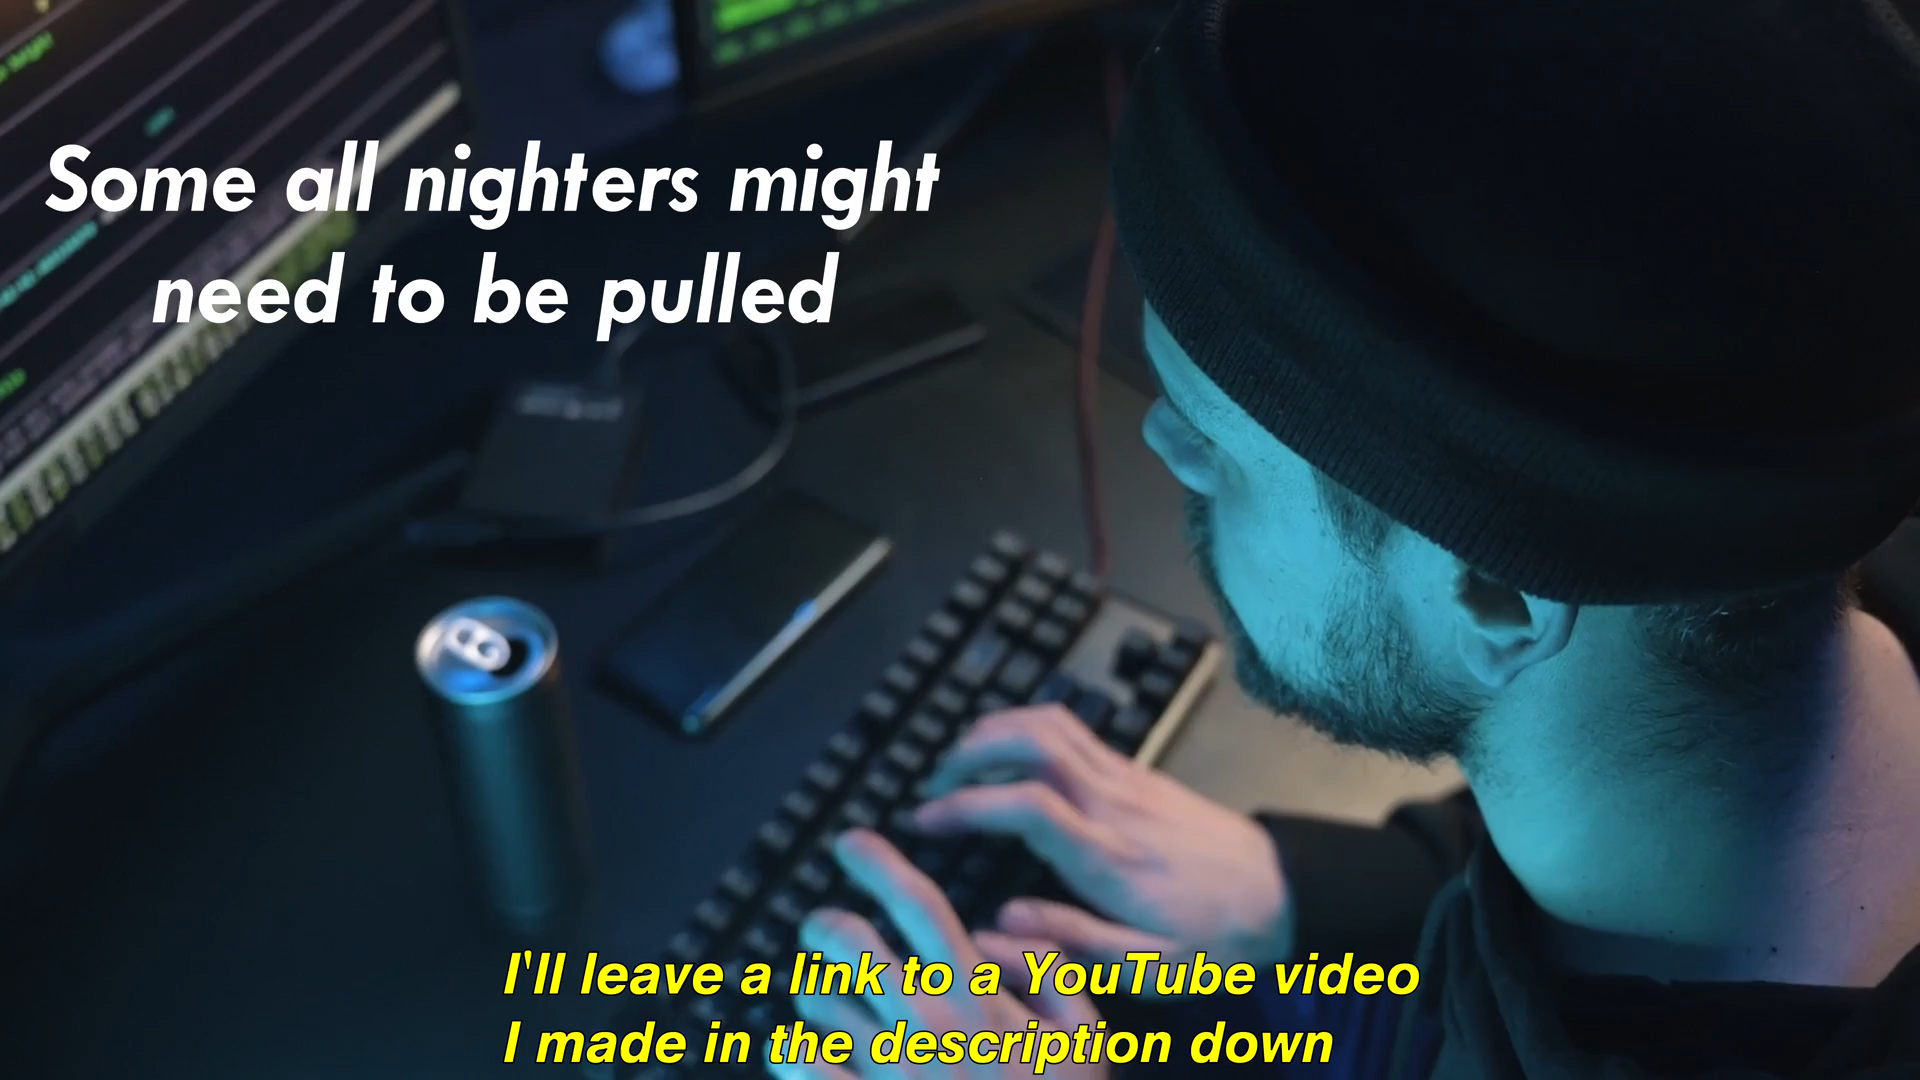 Some all nighters might
need to be pulled
I'll leave a link to a YouTube video
I made in the description down